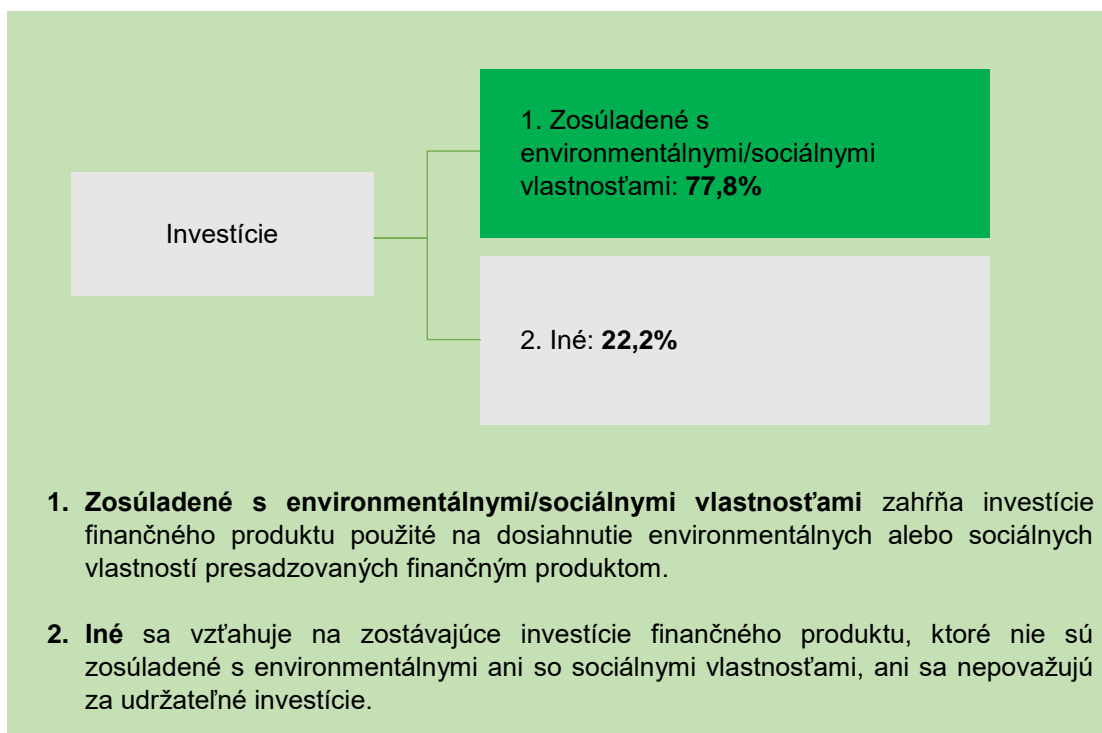 1. Zosúladené s
environmentálnymi/sociálnymi
vlastnosťami: 77,8%
Investície
2. Iné: 22,2%
1. Zosúladené s environmentálnymi/sociálnymi vlastnosťami zahŕňa investície
finančného produktu použité na dosiahnutie environmentálnych alebo sociálnych
vlastností presadzovaných finančným produktom.
2. Iné sa vzťahuje na zostávajúce investície finančného produktu, ktoré nie sú
zosúladené s environmentálnymi ani so sociálnymi vlastnosťami, ani sa nepovažujú
za udržateľné investície.